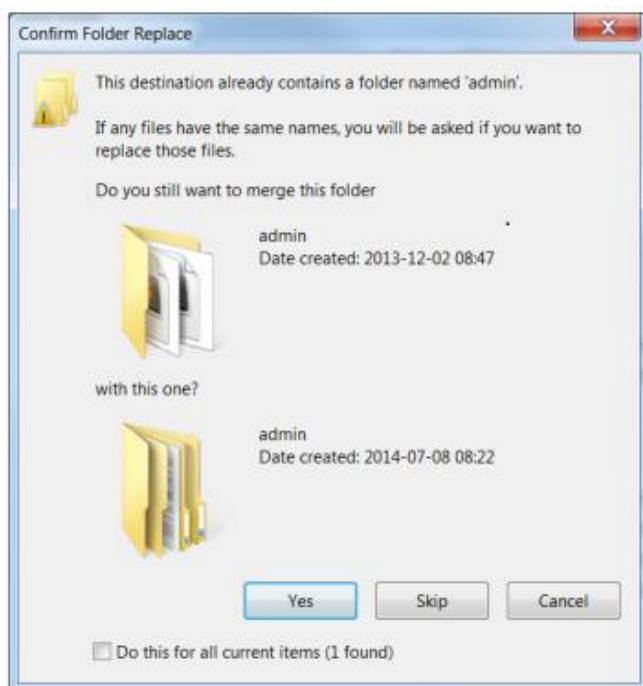 Confirm Folder Replace
This destination already contains a folder named 'admin'.
If any files have the same names, you will be asked if you want to
replace those files.
Do you still want to merge this folder
admin
Date created: 2013-12-02 08:47
with this one?
admin
Date created: 2014-07-08 08:22
Yes
Skip
Cancel
Do this for all current items (1 found)